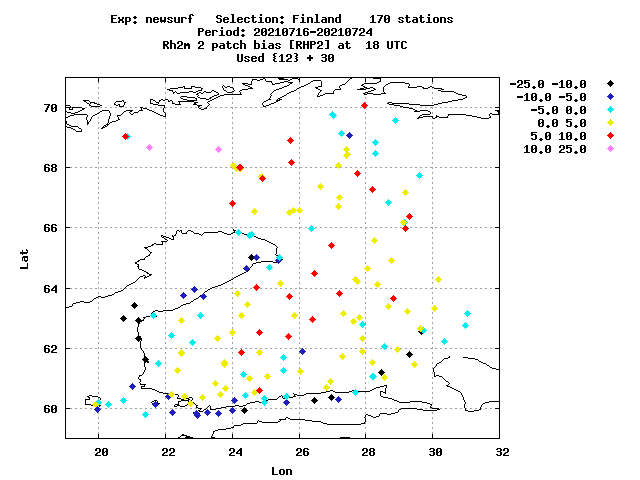 Exp: newsurf Selection: Finland 170 stations
Period: 20210716-20210724
Rh2m 2 patch bias [RHP2] at 18 UTC
Used {12} + 30
-25.0 -10.0
-10.0 -5.0
-5.0 0.0
0.0 5.0
5.0 10.0
10.0 25.0
70
68
66
64
62
60
Lat
20 22 24 26 28 30 32
Lon